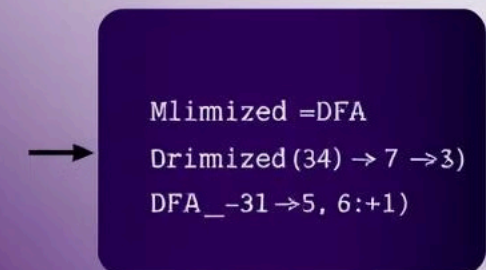 Mlimized =DFA
Drimized(34) → 7 →3)
DFA_-31→5, 6:+1)